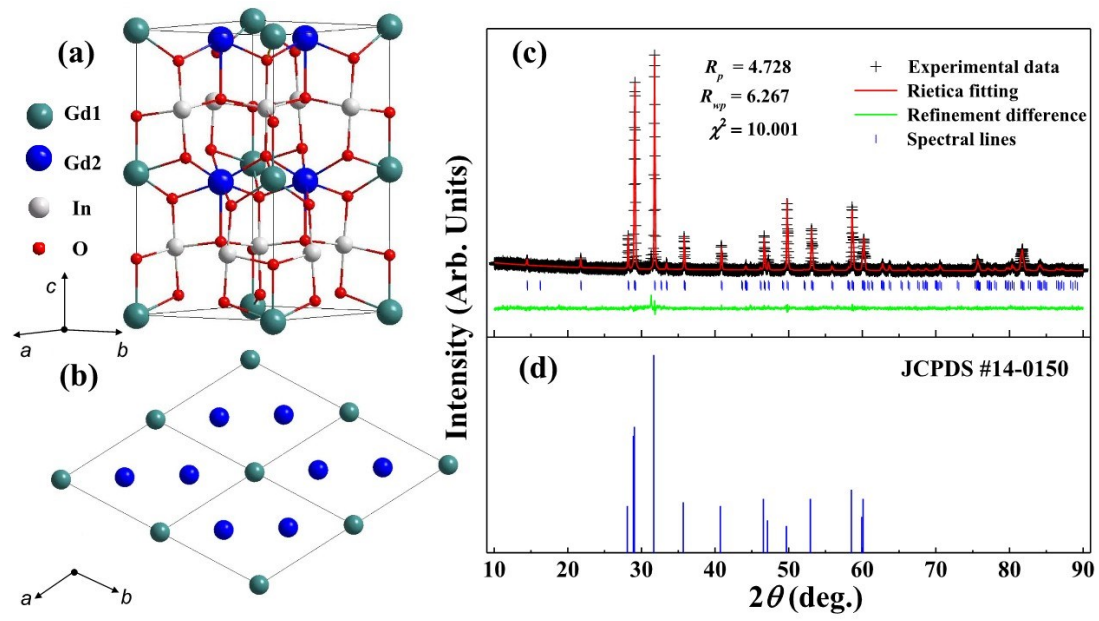 (a)
Gd1
Gd2
In
O
c
a
b
(b)
a
b
(c)
R_p = 4.728
R_wp = 6.267
χ² = 10.001
Experimental data
Rietica fitting
Refinement difference
Spectral lines
Intensity (Arb. Units)
(d)
JCPDS #14-0150
10 20 30 40 50 60 70 80 90
2θ (deg.)